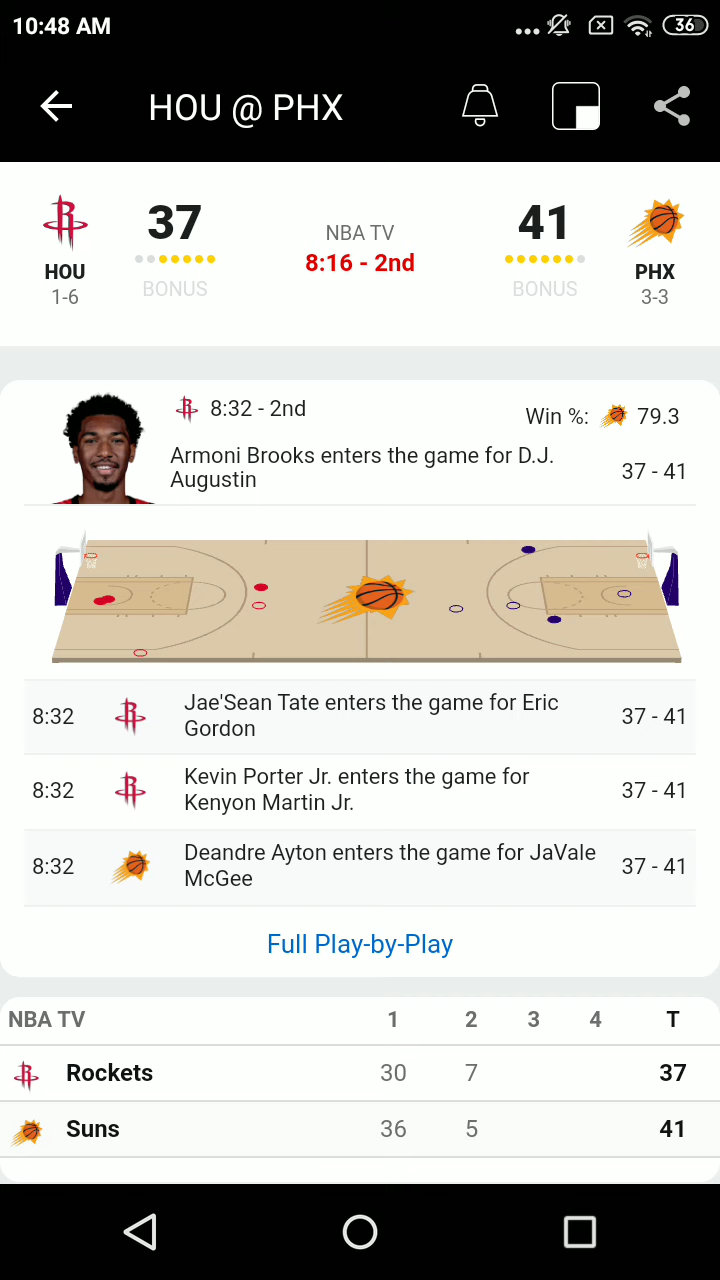 10:48 AM
36
HOU @ PHX
37
41
NBA TV
8:16 - 2nd
HOU
PHX
1-6
BONUS
BONUS
3-3
8:32 - 2nd
Win %:
79.3
Armoni Brooks enters the game for D.J.
Augustin
37 - 41
8:32
Jae'Sean Tate enters the game for Eric
Gordon
37 - 41
8:32
Kevin Porter Jr. enters the game for
Kenyon Martin Jr.
37 - 41
8:32
Deandre Ayton enters the game for JaVale
McGee
37 - 41
Full Play-by-Play
NBA TV 1 2 3 4 T
Rockets 30 7 37
Suns 36 5 41